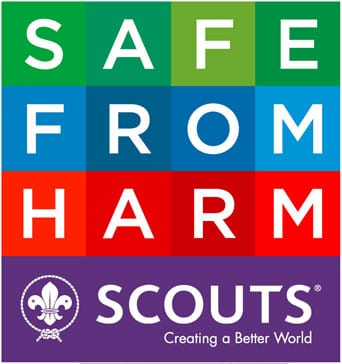 SAFE
FROM
HARM
SCOUTS®
Creating a Better World